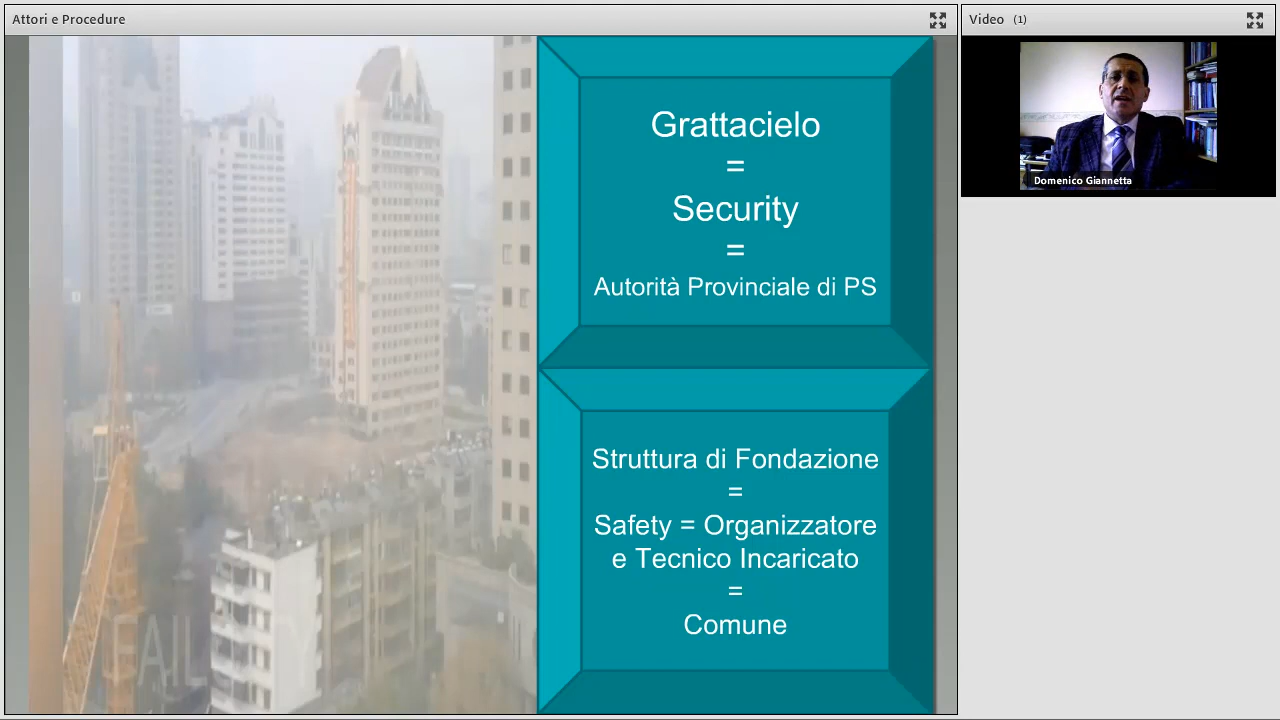 Attori e Procedure
Video (1)
Grattacielo
=
Security
=
Autorità Provinciale di PS
Struttura di Fondazione
=
Safety = Organizzatore
e Tecnico Incaricato
=
Comune
Domenico Giannetta